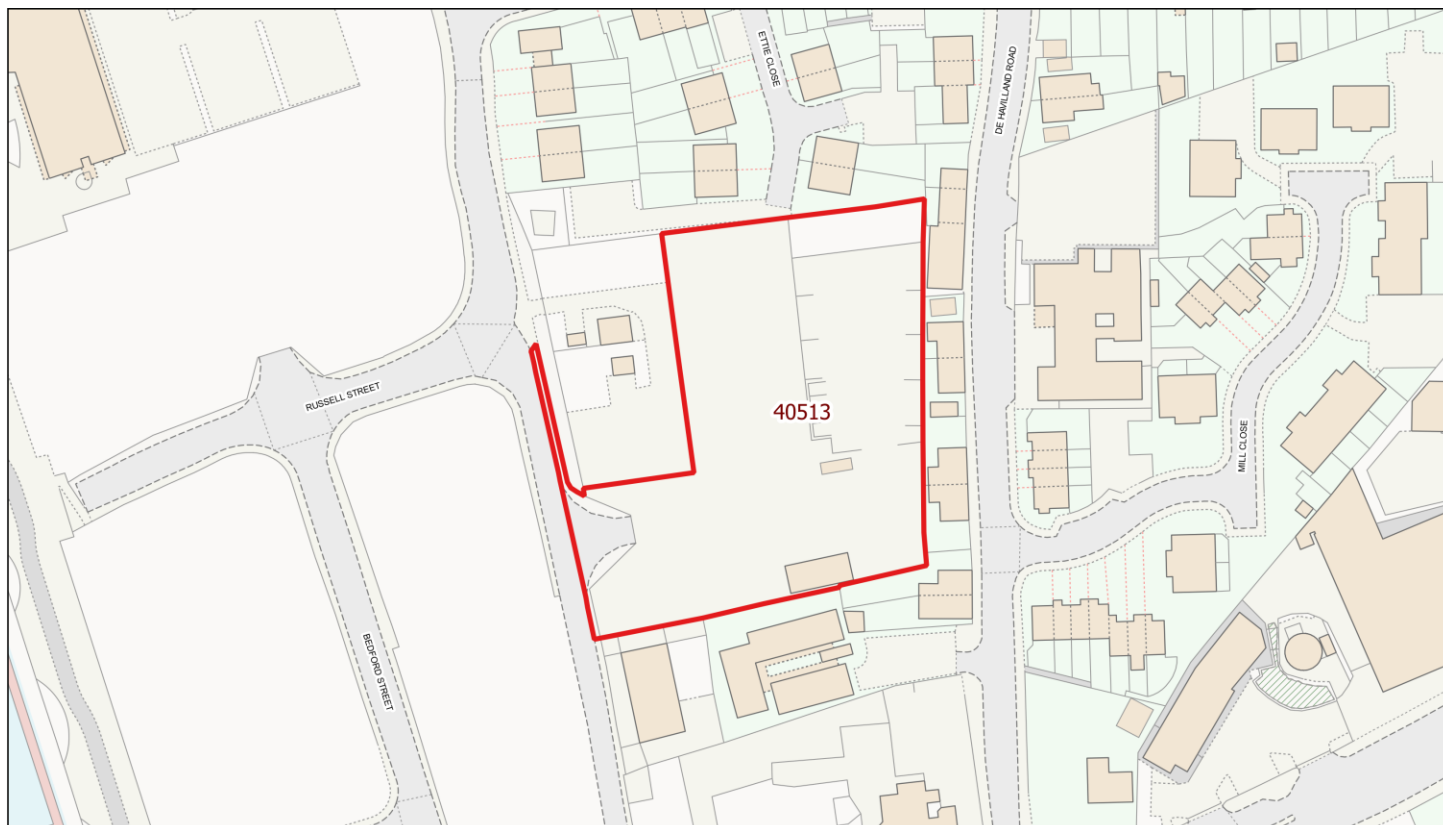 ETTIE CLOSE
DE HAVILLAND ROAD
RUSSELL STREET
40513
MILL CLOSE
BEDFORD STREET